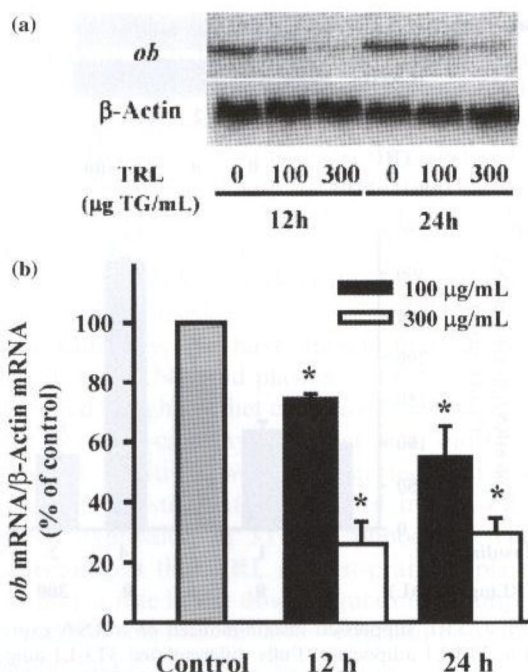 (a)
ob
β-Actin
TRL 0 100 300 0 100 300
(μg TG/mL)
12h 24h
(b)
100 μg/mL
300 μg/mL
ob mRNA/β-Actin mRNA
(% of control)
100
80
60
40
20
0
* * * *
Control 12 h 24 h